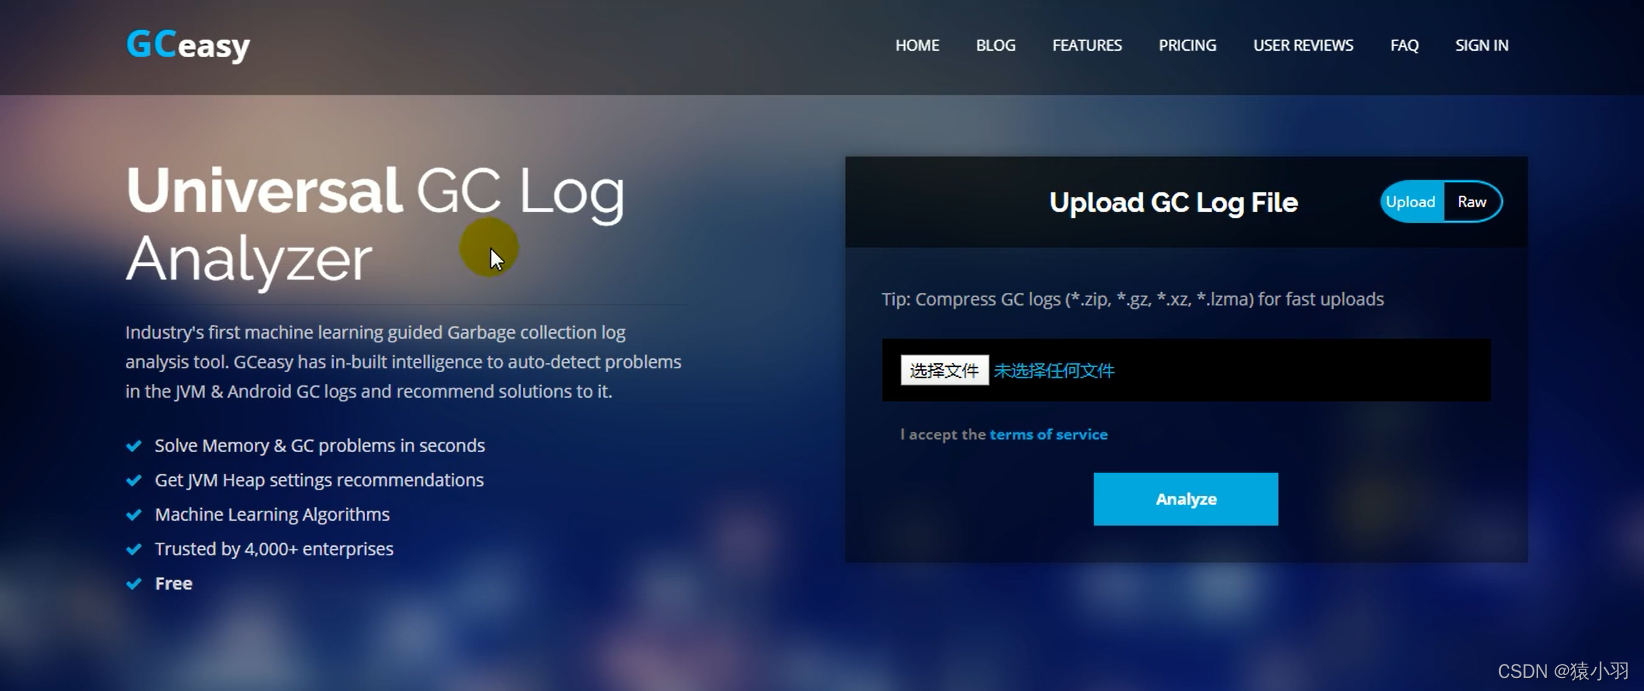 GCeasy
HOME BLOG FEATURES PRICING USER REVIEWS FAQ SIGN IN
Universal GC Log
Analyzer
Industry's first machine learning guided Garbage collection log
analysis tool. GCeasy has in-built intelligence to auto-detect problems
in the JVM & Android GC logs and recommend solutions to it.
Solve Memory & GC problems in seconds
Get JVM Heap settings recommendations
Machine Learning Algorithms
Trusted by 4,000+ enterprises
Free
Upload GC Log File
Upload Raw
Tip: Compress GC logs (*.zip, *.gz, *.xz, *.lzma) for fast uploads
选择文件 未选择任何文件
I accept the terms of service
Analyze
CSDN @猿小羽